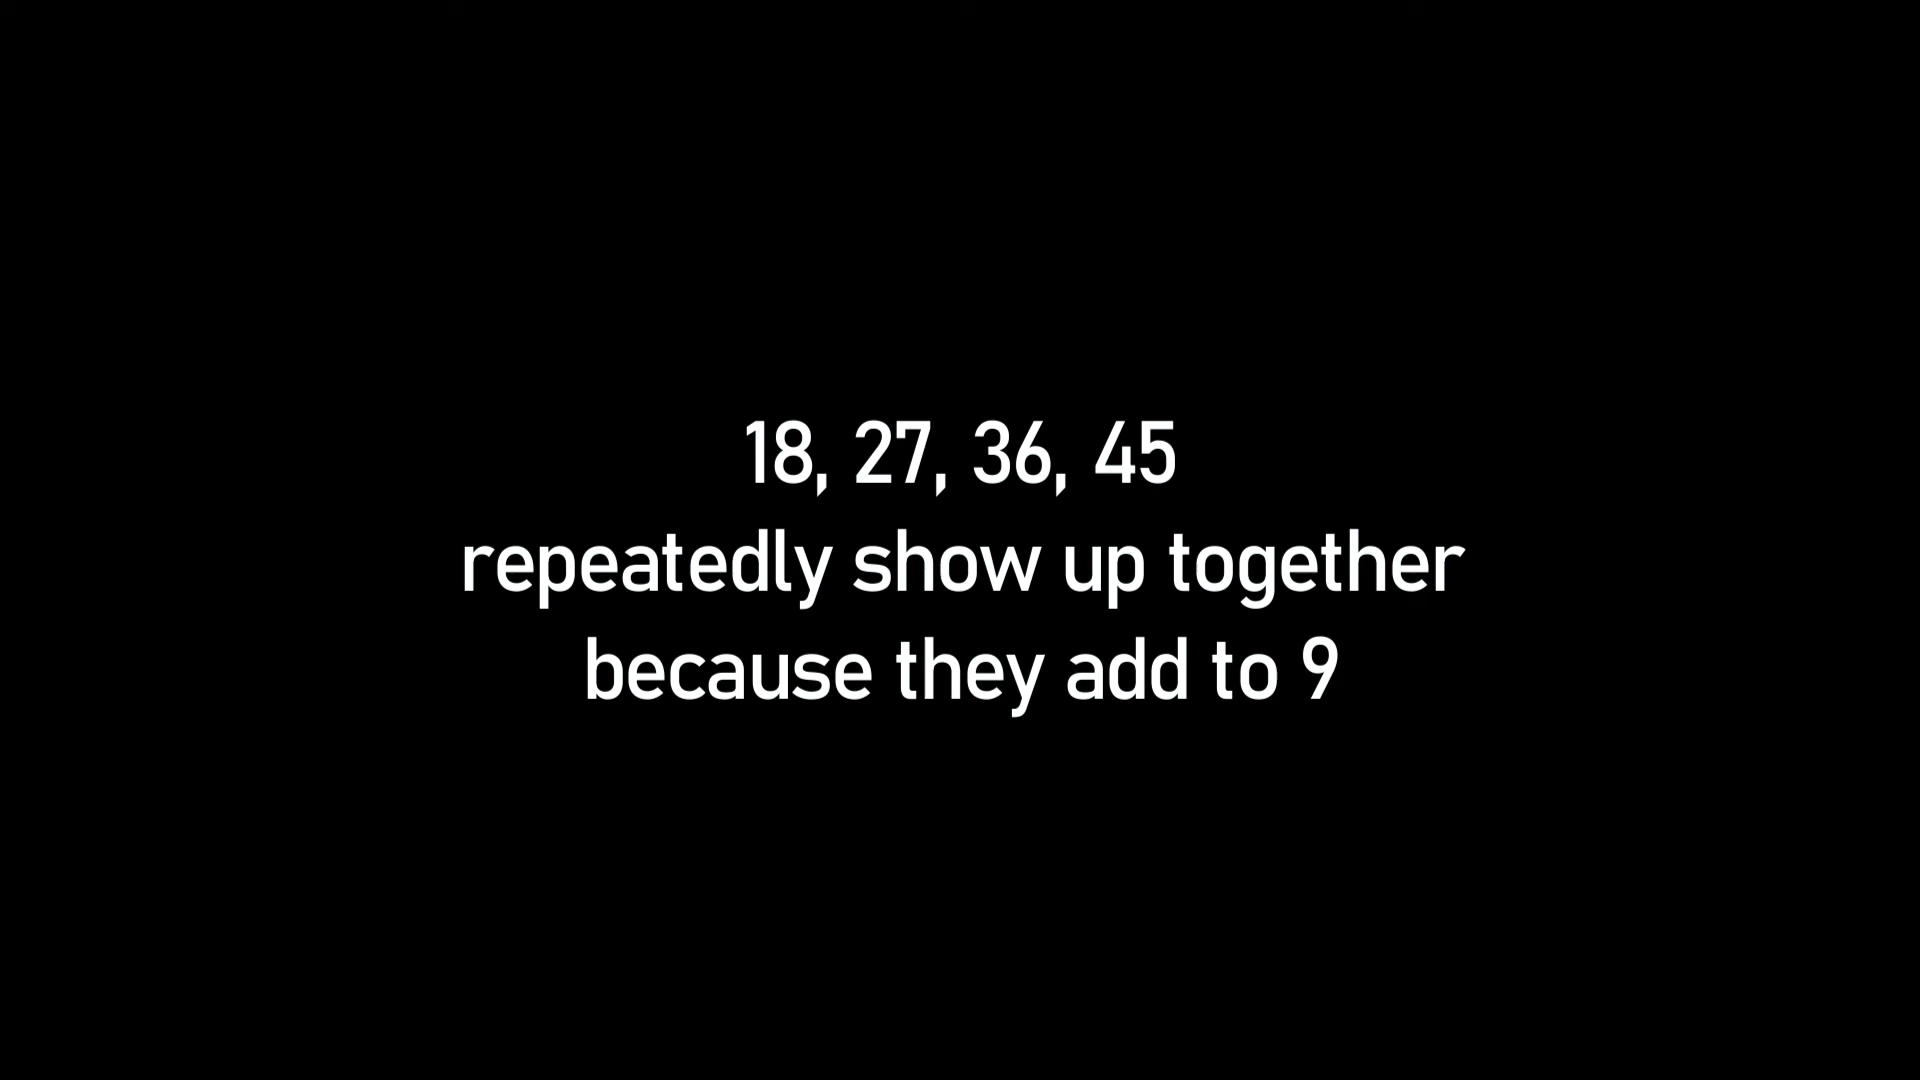 18, 27, 36, 45
repeatedly show up together
because they add to 9